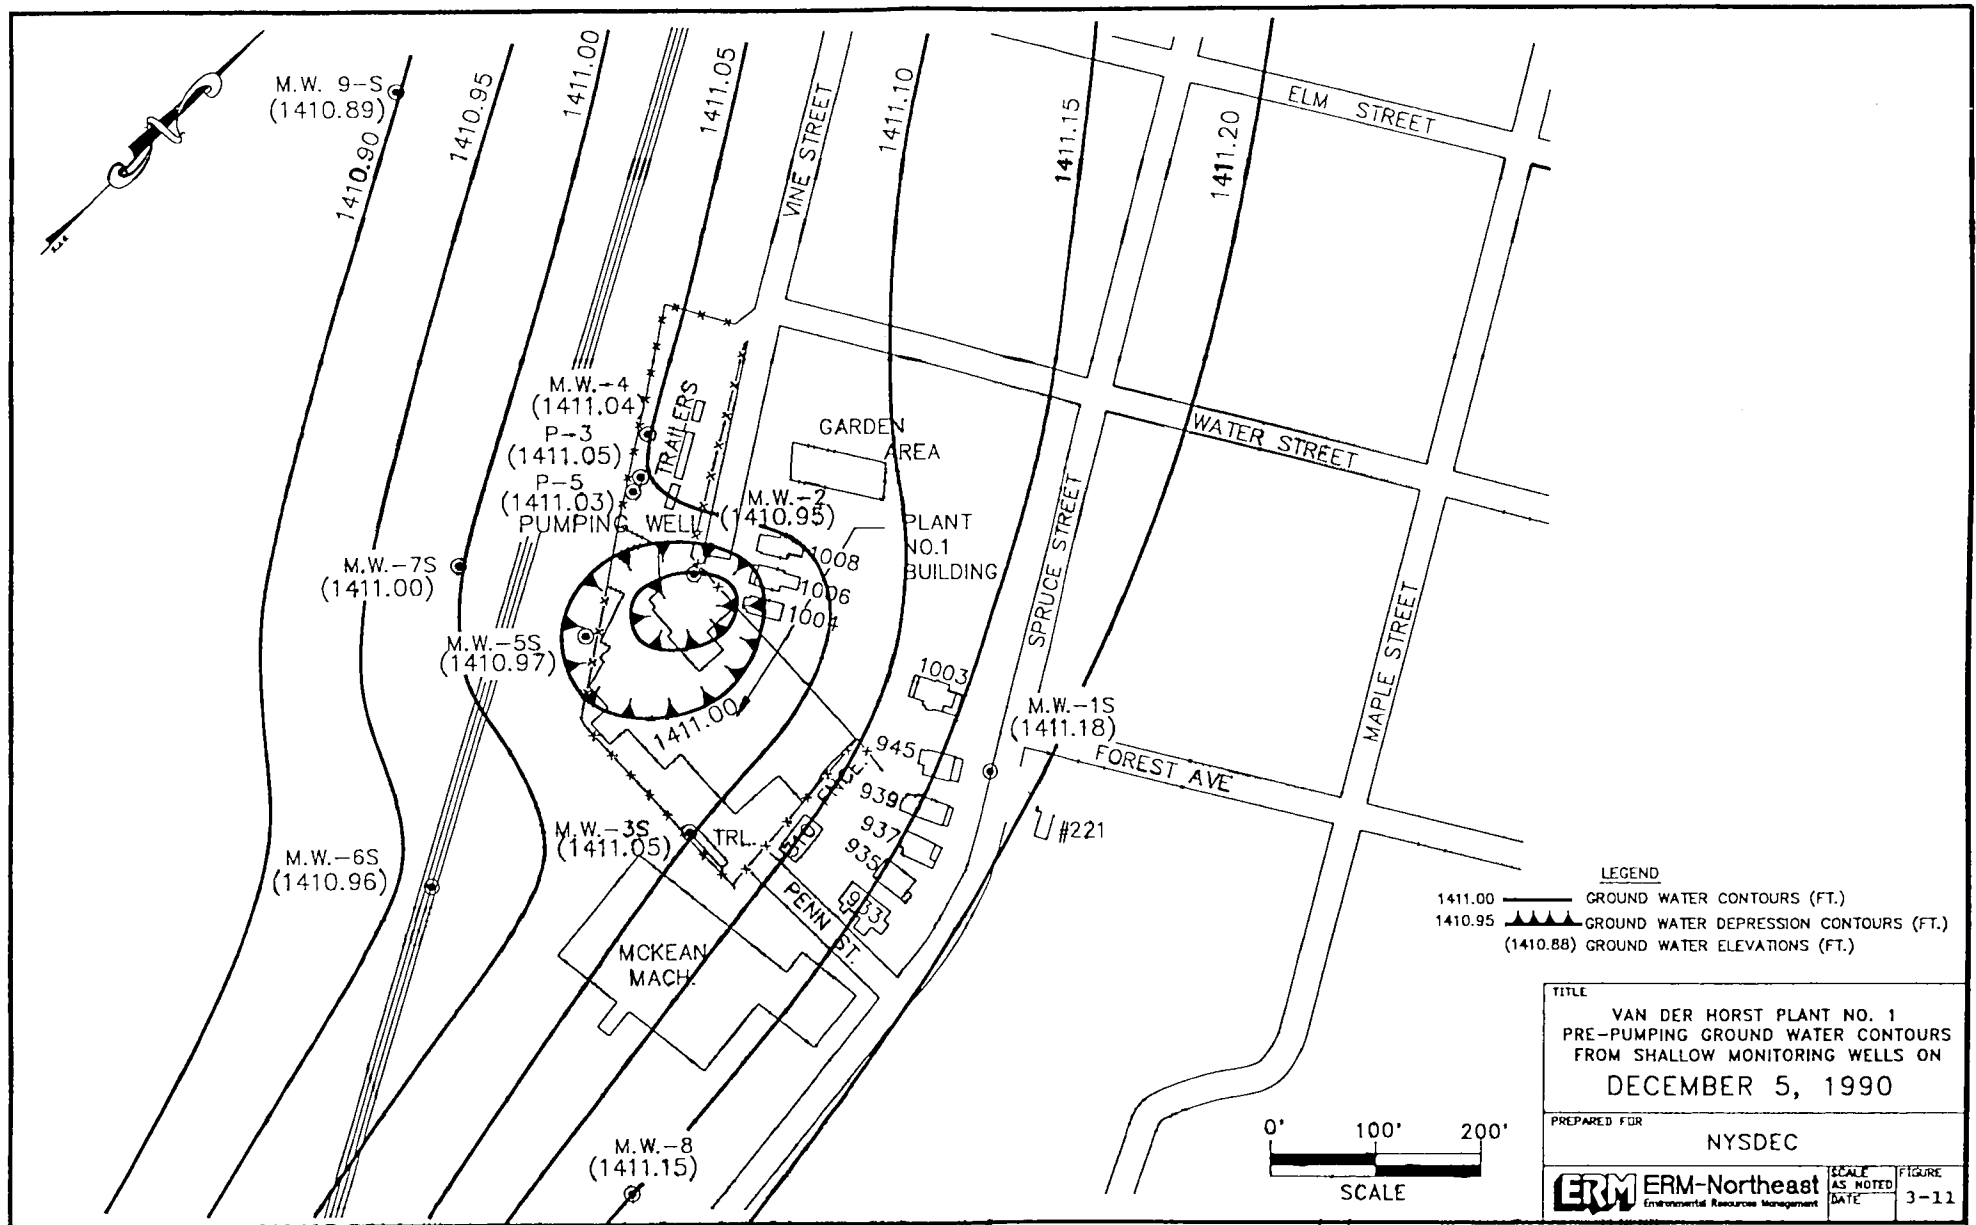 M.W. 9-S
(1410.89)
1410.90
1410.95
1411.00
1411.05
VINE STREET
1411.10
1411.15
1411.20
ELM STREET
M.W.-4
(1411.04)
P-3
(1411.05)
P-5
(1411.03)
PUMPING WELL
TRAILERS
GARDEN
AREA
M.W.-2
(1410.95)
PLANT
NO.1
BUILDING
1008
1006
1004
WATER STREET
SPRUCE STREET
MAPLE STREET
M.W.-7S
(1411.00)
M.W.-5S
(1410.97)
1411.00
1003
M.W.-1S
(1411.18)
FOREST AVE
945
939
937
935
933
#221
STO.
FNCE.
M.W.-3S
(1411.05)
TRL.
M.W.-6S
(1410.96)
PENN ST.
MCKEAN
MACH.
M.W.-8
(1411.15)
LEGEND
1411.00 GROUND WATER CONTOURS (FT.)
1410.95 GROUND WATER DEPRESSION CONTOURS (FT.)
(1410.88) GROUND WATER ELEVATIONS (FT.)
0' 100' 200'
SCALE
TITLE
VAN DER HORST PLANT NO. 1
PRE-PUMPING GROUND WATER CONTOURS
FROM SHALLOW MONITORING WELLS ON
DECEMBER 5, 1990
PREPARED FOR
NYSDEC
ERM ERM-Northeast
Environmental Resources Management
SCALE
AS NOTED
DATE
FIGURE
3-11